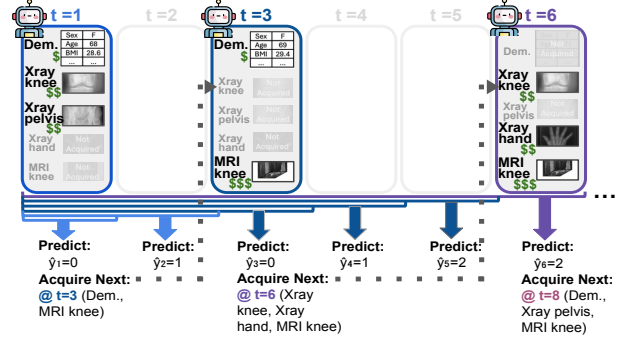 t =1
t =2
t =3
t =4
t =5
t =6
Dem.
$
Sex F
Age 68
BMI 28.6
... ...
Xray
knee
$$
Xray
pelvis
$$
Xray
hand
Not
Acquired
MRI
knee
Not
Acquired
Dem.
$
Sex F
Age 69
BMI 29.4
... ...
Xray
knee
Not
Acquired
Xray
pelvis
Not
Acquired
Xray
hand
Not
Acquired
MRI
knee
$$$
Dem.
Not
Acquired
Xray
knee
$$
Xray
pelvis
Not
Acquired
Xray
hand
$$
MRI
knee
$$$
...
Predict:
ŷ₁=0
Acquire Next:
@ t=3 (Dem.,
MRI knee)
Predict:
ŷ₂=1
Predict:
ŷ₃=0
Acquire Next:
@ t=6 (Xray
knee, Xray
hand, MRI knee)
Predict:
ŷ₄=1
Predict:
ŷ₅=2
Predict:
ŷ₆=2
Acquire Next:
@ t=8 (Dem.,
Xray pelvis,
MRI knee)